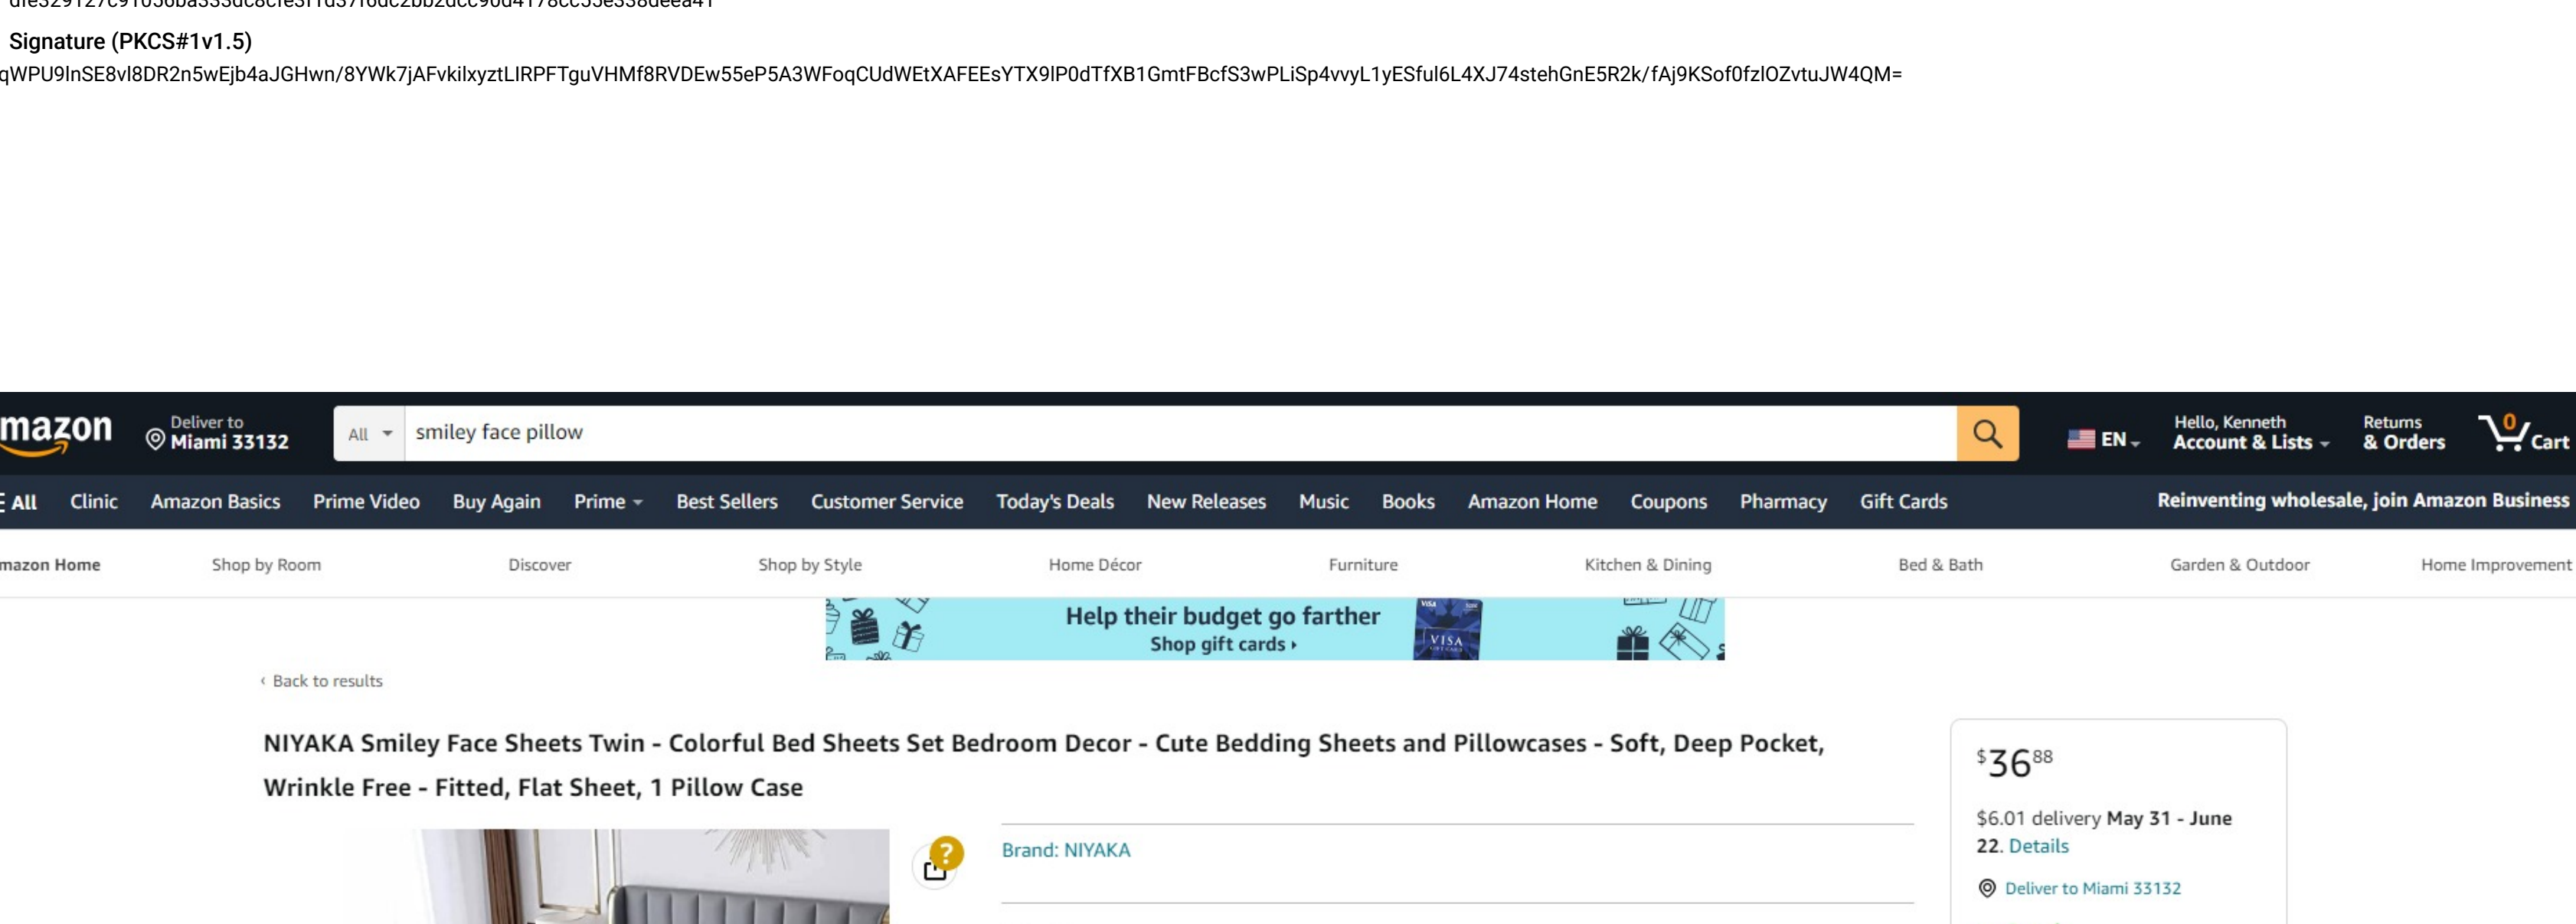 Signature (PKCS#1v1.5)
qWPU9lnSE8vl8DR2n5wEjb4aJGHwn/8YWk7jAFvkilxyztLIRPFTguVHMf8RVDEw55eP5A3WFoqCUdWEtXAFEEsYTX9lP0dTfXB1GmtFBcfS3wPLiSp4vvyL1yESful6L4XJ74stehGnE5R2k/fAj9KSof0fzlOZvtuJW4QM=
mazon
Deliver to
Miami 33132
All
smiley face pillow
EN
Hello, Kenneth
Account & Lists
Returns
& Orders
0
Cart
All Clinic Amazon Basics Prime Video Buy Again Prime Best Sellers Customer Service Today's Deals New Releases Music Books Amazon Home Coupons Pharmacy Gift Cards Reinventing wholesale, join Amazon Business
mazon Home Shop by Room Discover Shop by Style Home Décor Furniture Kitchen & Dining Bed & Bath Garden & Outdoor Home Improvement
Help their budget go farther
Shop gift cards ›
VISA
VISA
‹ Back to results
NIYAKA Smiley Face Sheets Twin - Colorful Bed Sheets Set Bedroom Decor - Cute Bedding Sheets and Pillowcases - Soft, Deep Pocket,
Wrinkle Free - Fitted, Flat Sheet, 1 Pillow Case
$36 88
$6.01 delivery May 31 - June
22. Details
Deliver to Miami 33132
?
Brand: NIYAKA